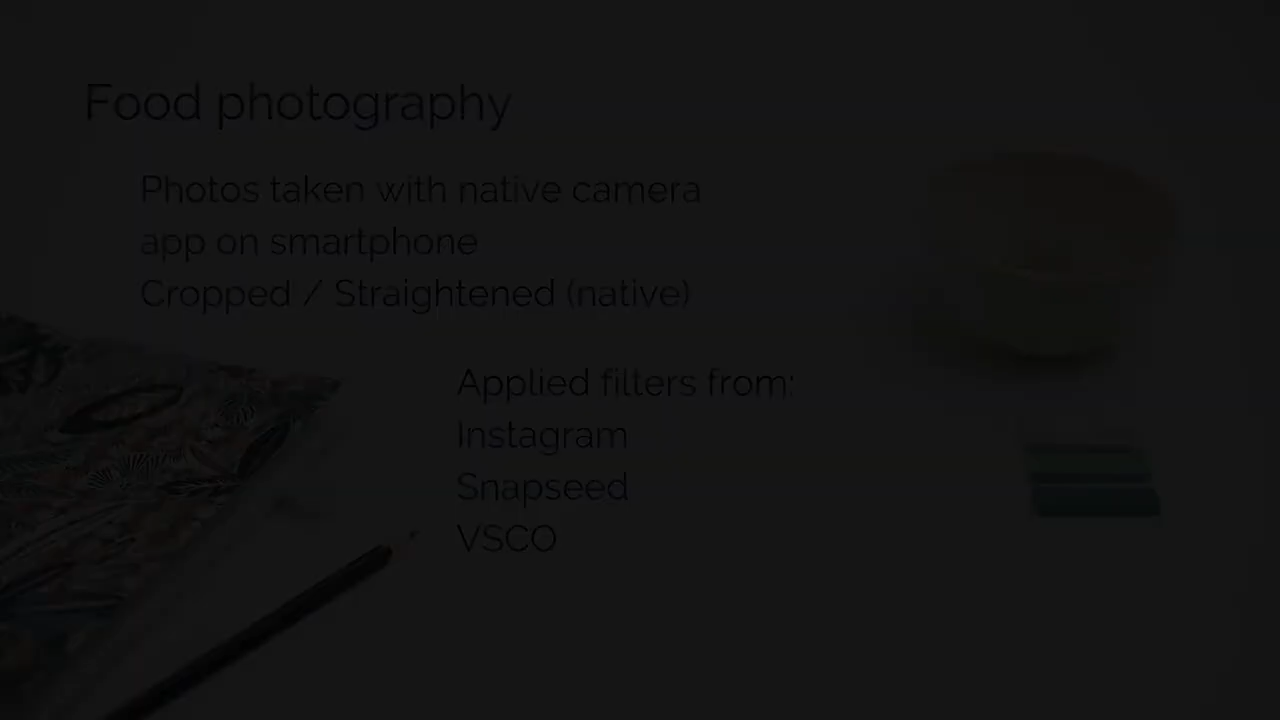 Food photography
Photos taken with native camera
app on smartphone
Cropped / Straightened (native)
Applied filters from:
Instagram
Snapseed
VSCO